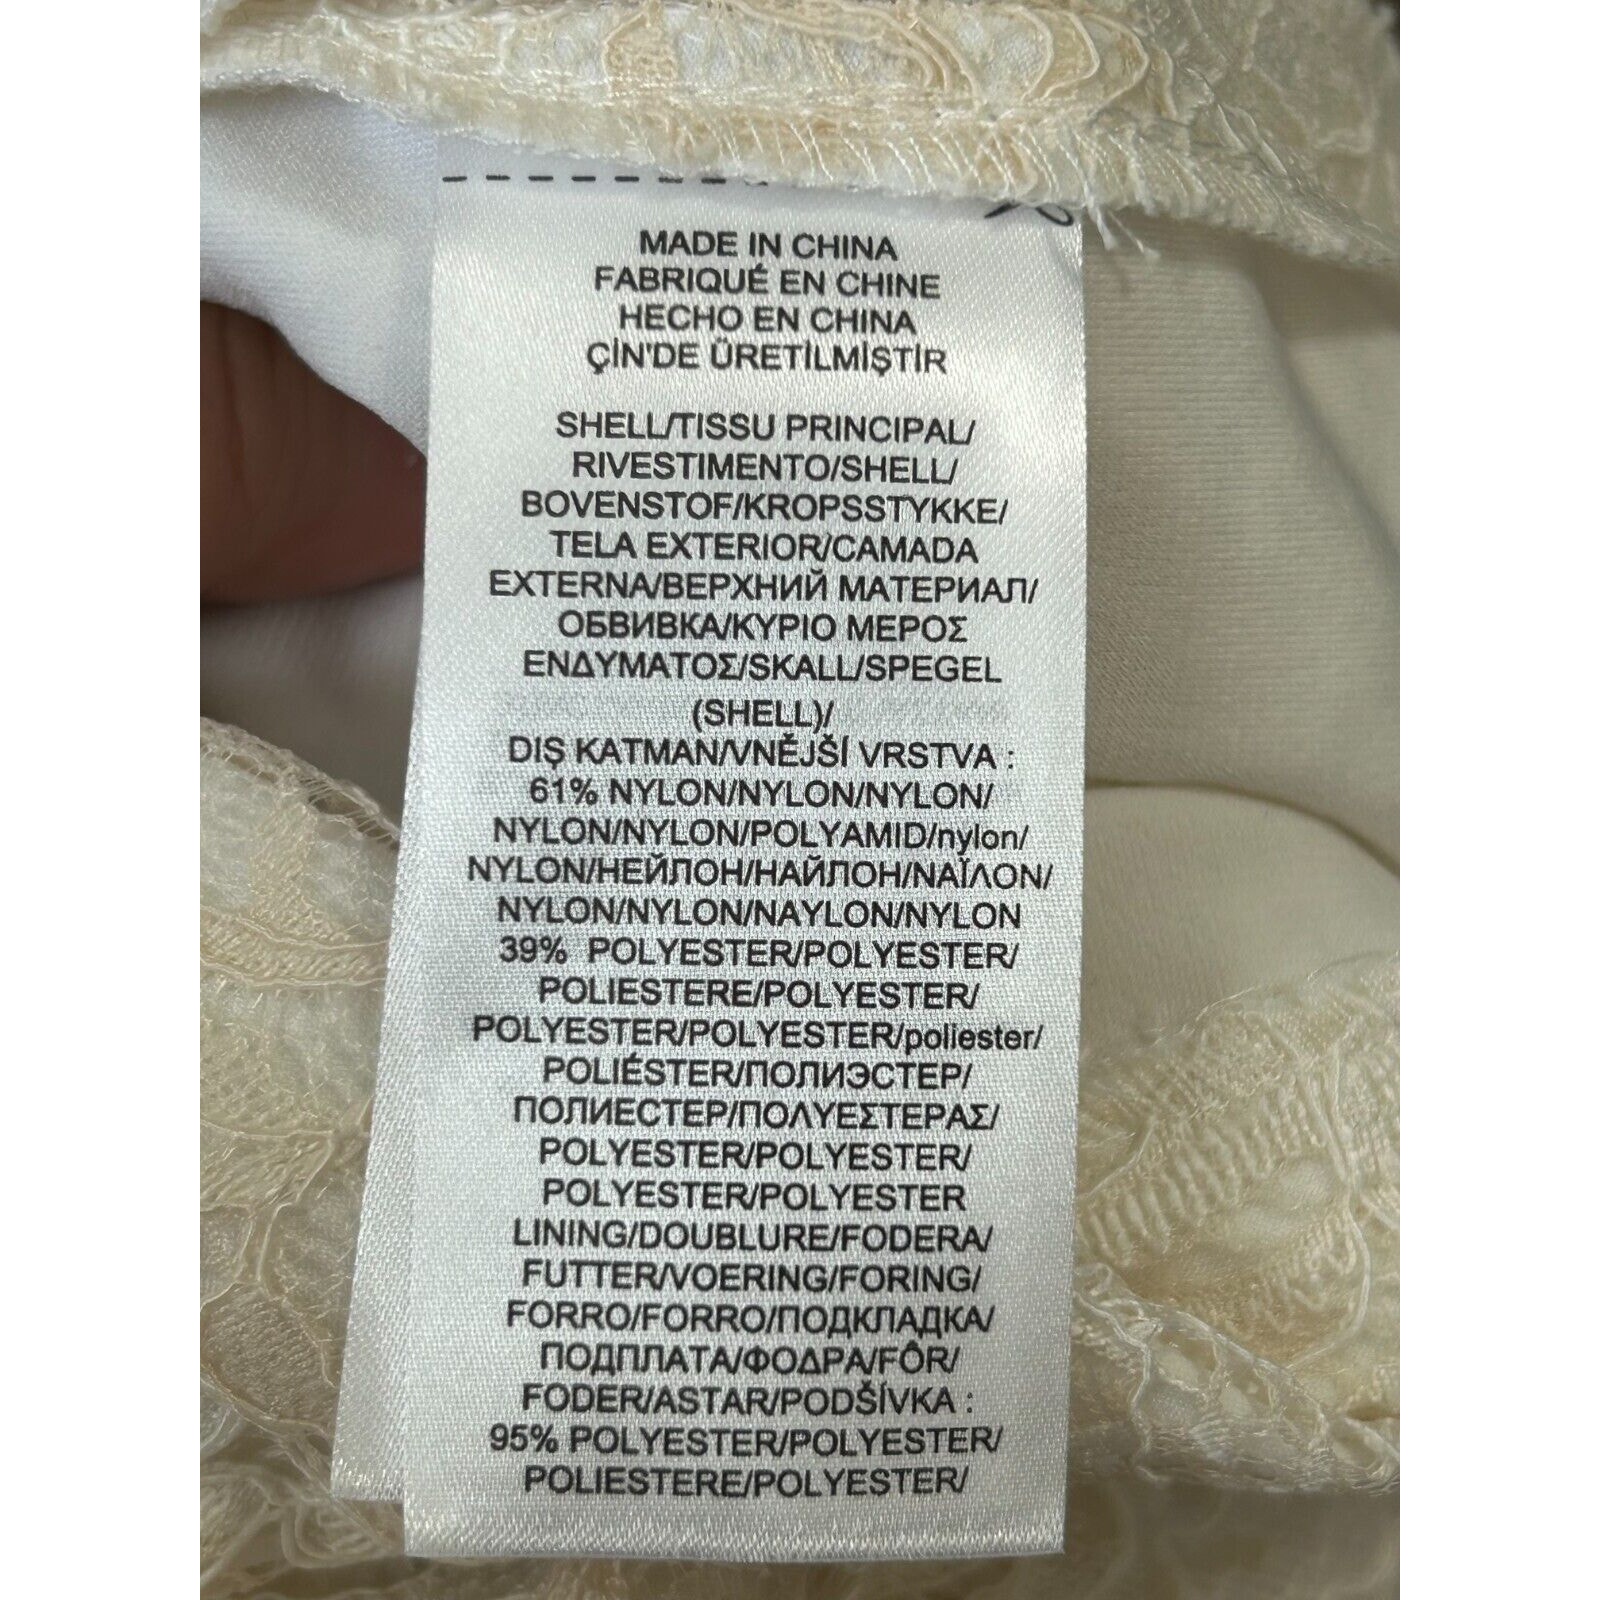 MADE IN CHINA
FABRIQUÉ EN CHINE
HECHO EN CHINA
ÇİN'DE ÜRETİLMİŞTİR
SHELL/TISSU PRINCIPAL/
RIVESTIMENTO/SHELL/
BOVENSTOF/KROPSSTYKKE/
TELA EXTERIOR/CAMADA
EXTERNA/ВЕРХНИЙ МАТЕРИАЛ/
ОБВИВКА/ΚΥΡΙΟ ΜΕΡΟΣ
ΕΝΔΥΜΑΤΟΣ/SKALL/SPEGEL
(SHELL)/
DIŞ KATMAN/VNĚJŠÍ VRSTVA :
61% NYLON/NYLON/NYLON/
NYLON/NYLON/POLYAMID/nylon/
NYLON/НЕЙЛОН/НАЙЛОН/ΝΑΪΛΟΝ/
NYLON/NYLON/NAYLON/NYLON
39% POLYESTER/POLYESTER/
POLIESTERE/POLYESTER/
POLYESTER/POLYESTER/poliester/
POLIÉSTER/ПОЛИЭСТЕР/
ПОЛИЕСТЕР/ΠΟΛΥΕΣΤΕΡΑΣ/
POLYESTER/POLYESTER/
POLYESTER/POLYESTER
LINING/DOUBLURE/FODERA/
FUTTER/VOERING/FORING/
FORRO/FORRO/ПОДКЛАДКА/
ПОДПЛАТА/ΦΟΔΡΑ/FÔR/
FODER/ASTAR/PODŠÍVKA :
95% POLYESTER/POLYESTER/
POLIESTERE/POLYESTER/